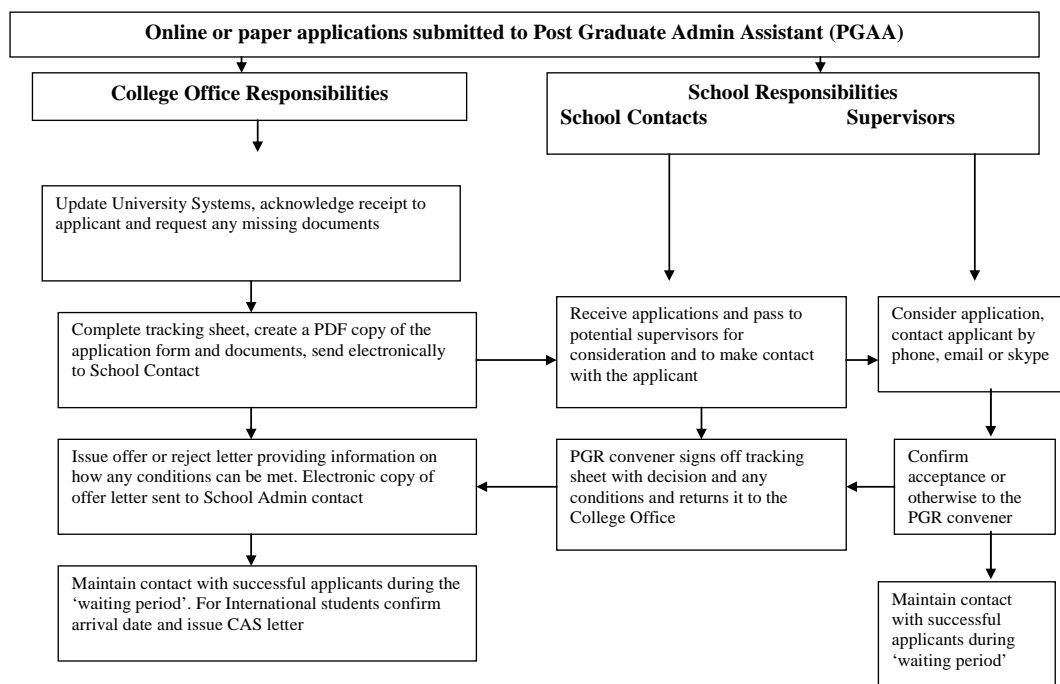 Online or paper applications submitted to Post Graduate Admin Assistant (PGAA)
College Office Responsibilities
School Responsibilities
School Contacts Supervisors
Update University Systems, acknowledge receipt to
applicant and request any missing documents
Complete tracking sheet, create a PDF copy of the
application form and documents, send electronically
to School Contact
Receive applications and pass to
potential supervisors for
consideration and to make contact
with the applicant
Consider application,
contact applicant by
phone, email or skype
Issue offer or reject letter providing information on
how any conditions can be met. Electronic copy of
offer letter sent to School Admin contact
PGR convener signs off tracking
sheet with decision and any
conditions and returns it to the
College Office
Confirm
acceptance or
otherwise to the
PGR convener
Maintain contact with successful applicants during the
‘waiting period’. For International students confirm
arrival date and issue CAS letter
Maintain contact
with successful
applicants during
‘waiting period’